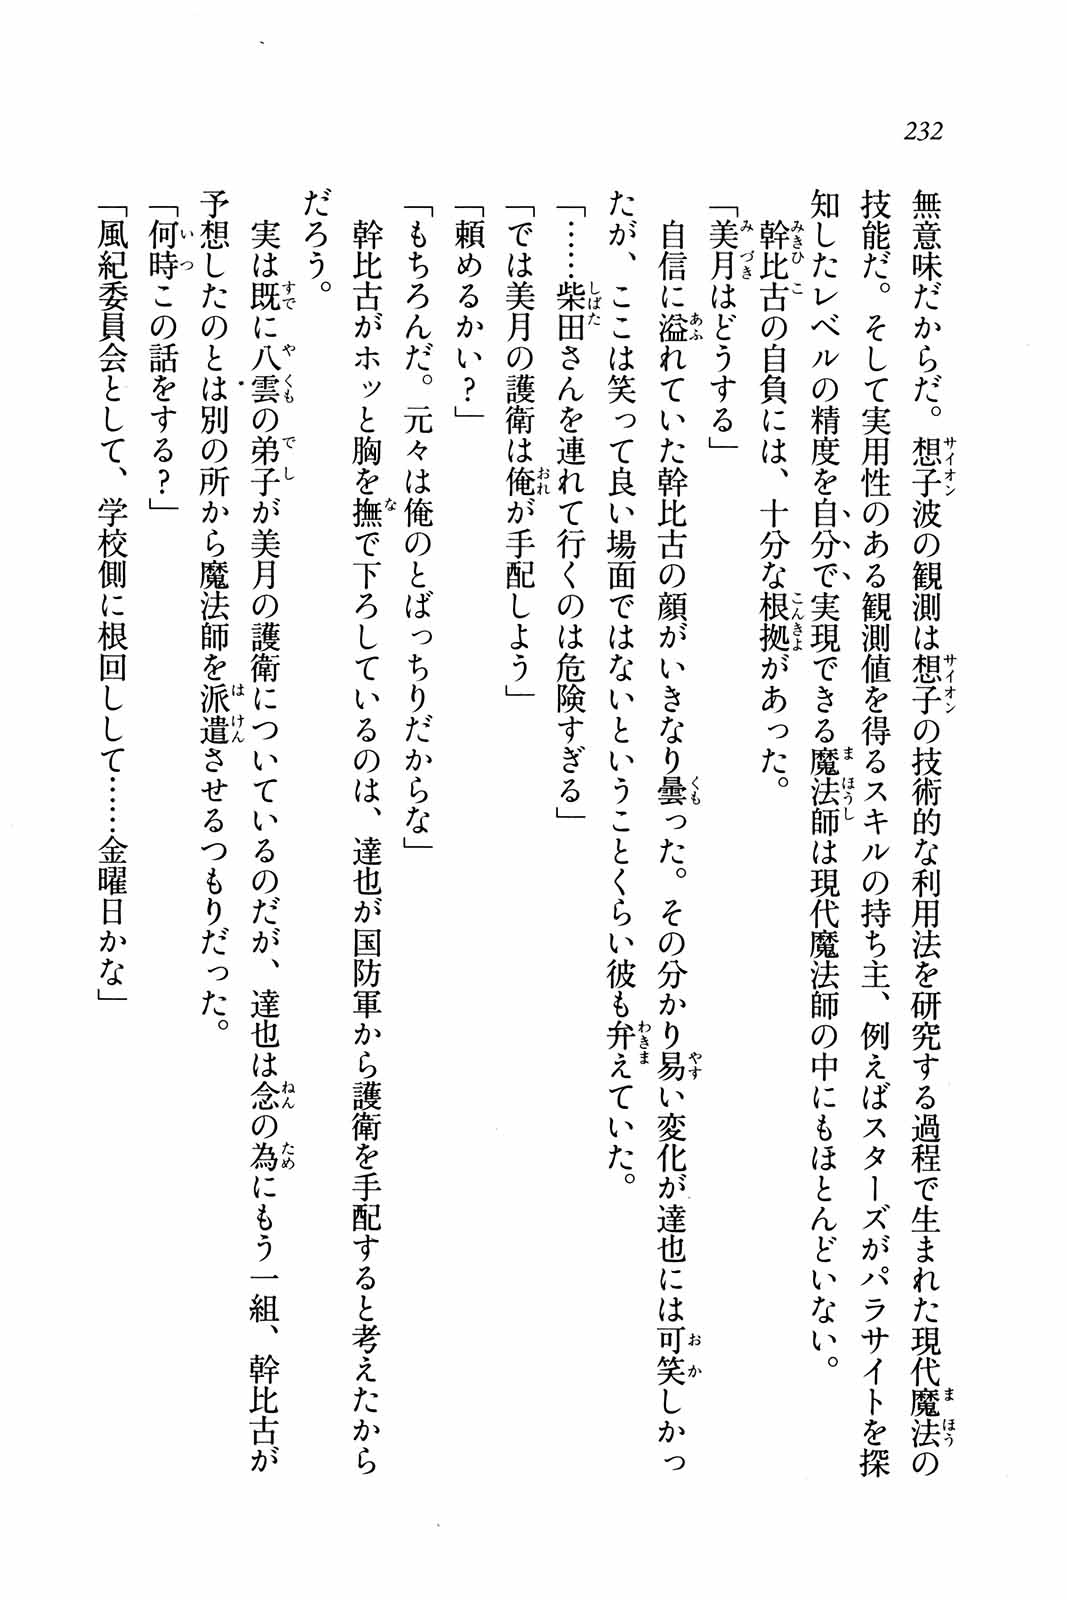 232
無意味だからだ。想子波の観測は想子の技術的な利用法を研究する過程で生まれた現代魔法の
技能だ。そして実用性のある観測値を得るスキルの持ち主、例えばスターズがパラサイトを探
知したレベルの精度を自分で実現できる魔法師は現代魔法師の中にもほとんどいない。
幹比古の自負には、十分な根拠があった。
「美月はどうする」
自信に溢れていた幹比古の顔がいきなり曇った。その分かり易い変化が達也には可笑しかっ
たが、ここは笑って良い場面ではないということくらい彼も弁えていた。
「……柴田さんを連れて行くのは危険すぎる」
「では美月の護衛は俺が手配しよう」
「頼めるかい？」
「もちろんだ。元々は俺のとばっちりだからな」
幹比古がホッと胸を撫で下ろしているのは、達也が国防軍から護衛を手配すると考えたから
だろう。
実は既に八雲の弟子が美月の護衛についているのだが、達也は念の為にもう一組、幹比古が
予想したのとは別の所から魔法師を派遣させるつもりだった。
「何時この話をする？」
「風紀委員会として、学校側に根回しして……金曜日かな」